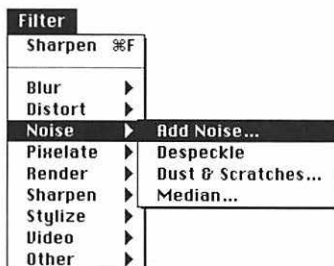 Filter
Sharpen ⌘F
Blur
Distort
Noise
Pixelate
Render
Sharpen
Stylize
Video
Other
Add Noise...
Despeckle
Dust & Scratches...
Median...